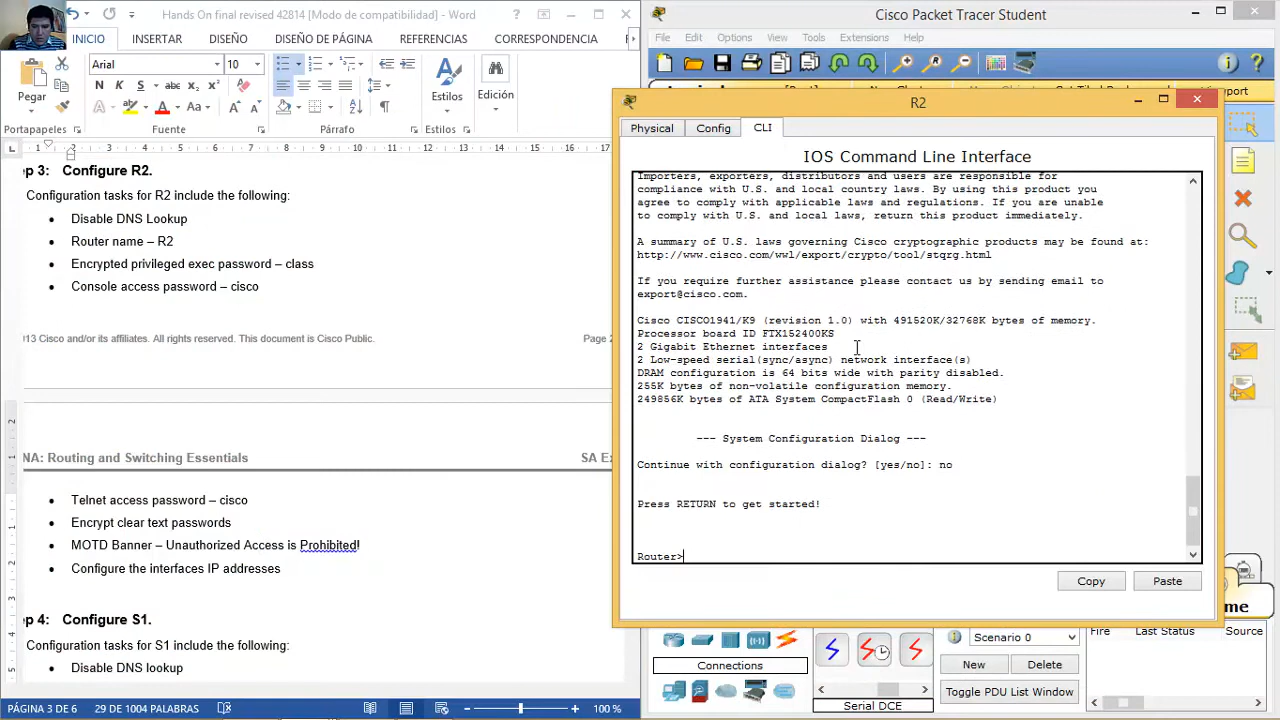 Hands On final revised 42814 [Modo de compatibilidad] - Word
INICIO
INSERTAR
DISEÑO
DISEÑO DE PÁGINA
REFERENCIAS
CORRESPONDENCIA
Arial
10
Pegar
Estilos
Edición
Portapapeles
Fuente
Párrafo
Estilos
ep 3: Configure R2.
Configuration tasks for R2 include the following:
• Disable DNS Lookup
• Router name – R2
• Encrypted privileged exec password – class
• Console access password – cisco
13 Cisco and/or its affiliates. All rights reserved. This document is Cisco Public.
Page 2
NA: Routing and Switching Essentials
SA Ex
• Telnet access password – cisco
• Encrypt clear text passwords
• MOTD Banner – Unauthorized Access is Prohibited!
• Configure the interfaces IP addresses
ep 4: Configure S1.
Configuration tasks for S1 include the following:
• Disable DNS lookup
PÁGINA 3 DE 6
29 DE 1004 PALABRAS
100 %
Cisco Packet Tracer Student
File
Edit
Options
View
Tools
Extensions
Help
R2
Physical
Config
CLI
IOS Command Line Interface
Importers, exporters, distributors and users are responsible for
compliance with U.S. and local country laws. By using this product you
agree to comply with applicable laws and regulations. If you are unable
to comply with U.S. and local laws, return this product immediately.
A summary of U.S. laws governing Cisco cryptographic products may be found at:
http://www.cisco.com/wwl/export/crypto/tool/stqrg.html
If you require further assistance please contact us by sending email to
export@cisco.com.
Cisco CISCO1941/K9 (revision 1.0) with 491520K/32768K bytes of memory.
Processor board ID FTX152400KS
2 Gigabit Ethernet interfaces
2 Low-speed serial(sync/async) network interface(s)
DRAM configuration is 64 bits wide with parity disabled.
255K bytes of non-volatile configuration memory.
249856K bytes of ATA System CompactFlash 0 (Read/Write)
--- System Configuration Dialog ---
Continue with configuration dialog? [yes/no]: no
Press RETURN to get started!
Router>
Copy
Paste
Connections
Serial DCE
Scenario 0
New
Delete
Toggle PDU List Window
Fire
Last Status
Source